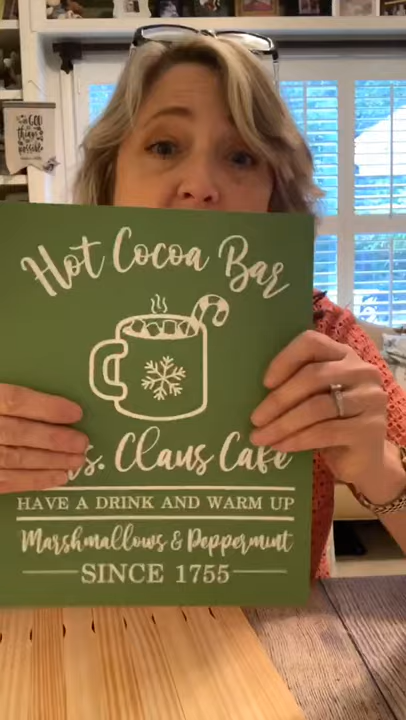 Hot Cocoa Bar
s. Claus Cafe
HAVE A DRINK AND WARM UP
Marshmallows & Peppermint
SINCE 1755